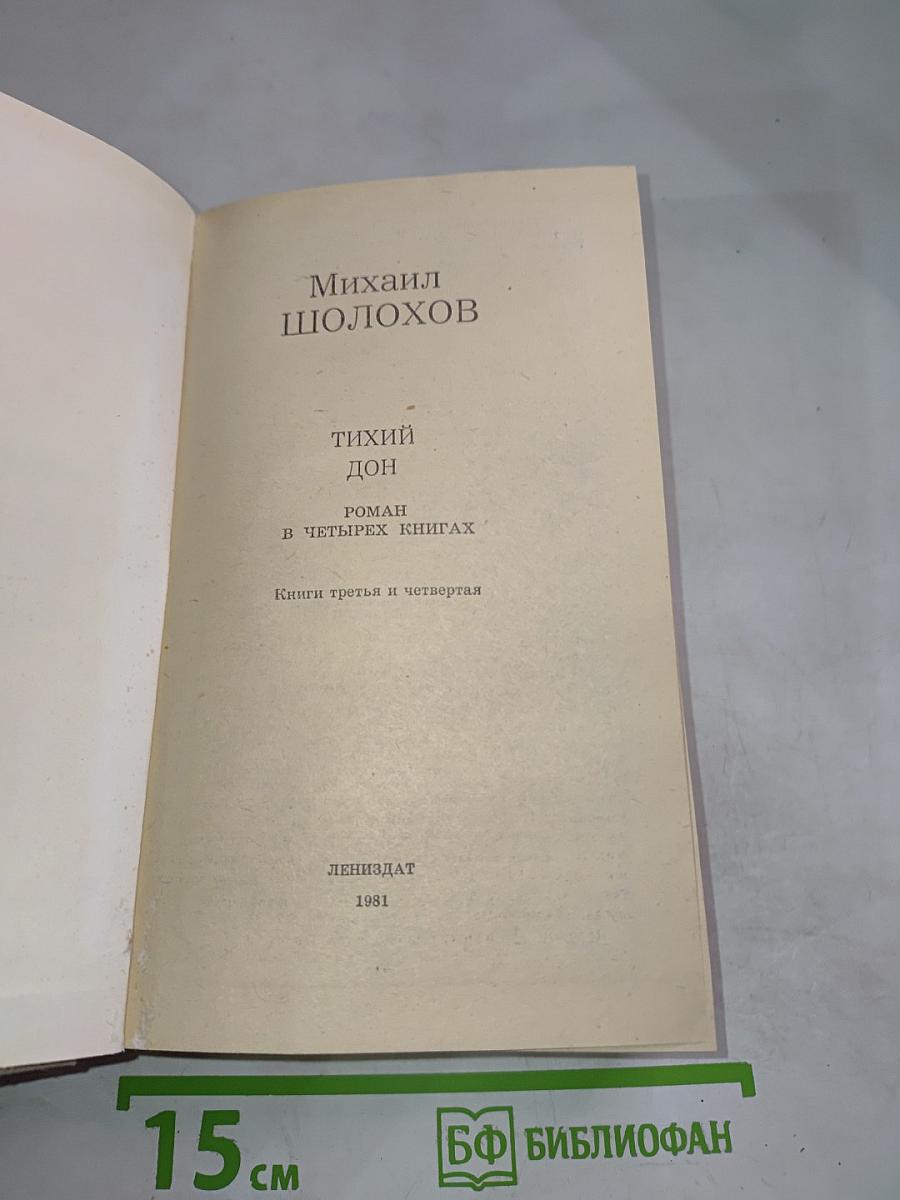 Михаил
ШОЛОХОВ
ТИХИЙ
ДОН
РОМАН
В ЧЕТЫРЕХ КНИГАХ
Книги третья и четвертая
ЛЕНИЗДАТ
1981
15 см
БФ БИБЛИОФАН